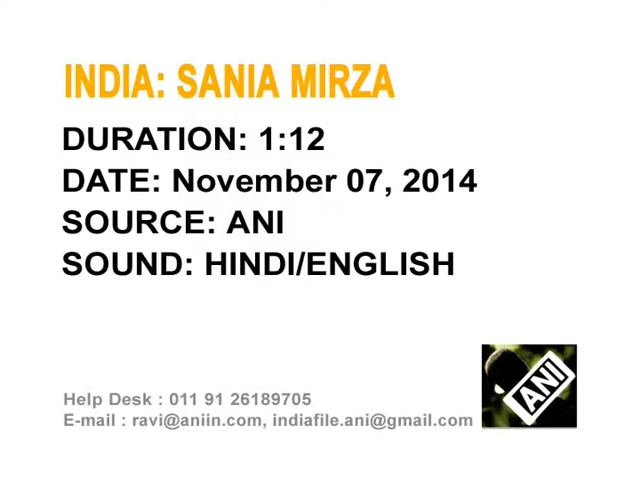 INDIA: SANIA MIRZA
DURATION: 1:12
DATE: November 07, 2014
SOURCE: ANI
SOUND: HINDI/ENGLISH
Help Desk : 011 91 26189705
E-mail : ravi@aniin.com, indiafile.ani@gmail.com
ANI